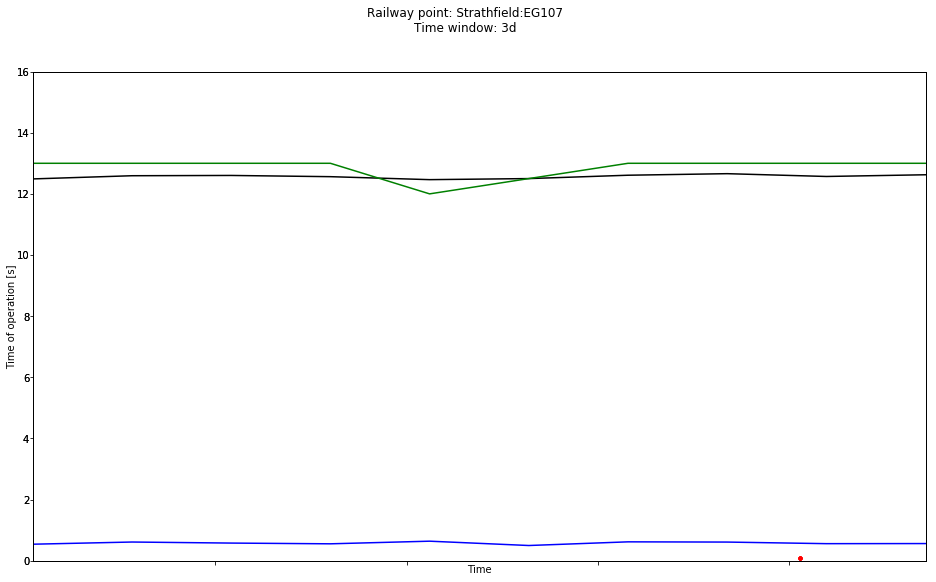 Railway point: Strathfield:EG107
Time window: 3d
16
14
12
10
8
6
4
2
0
Time of operation [s]
Time